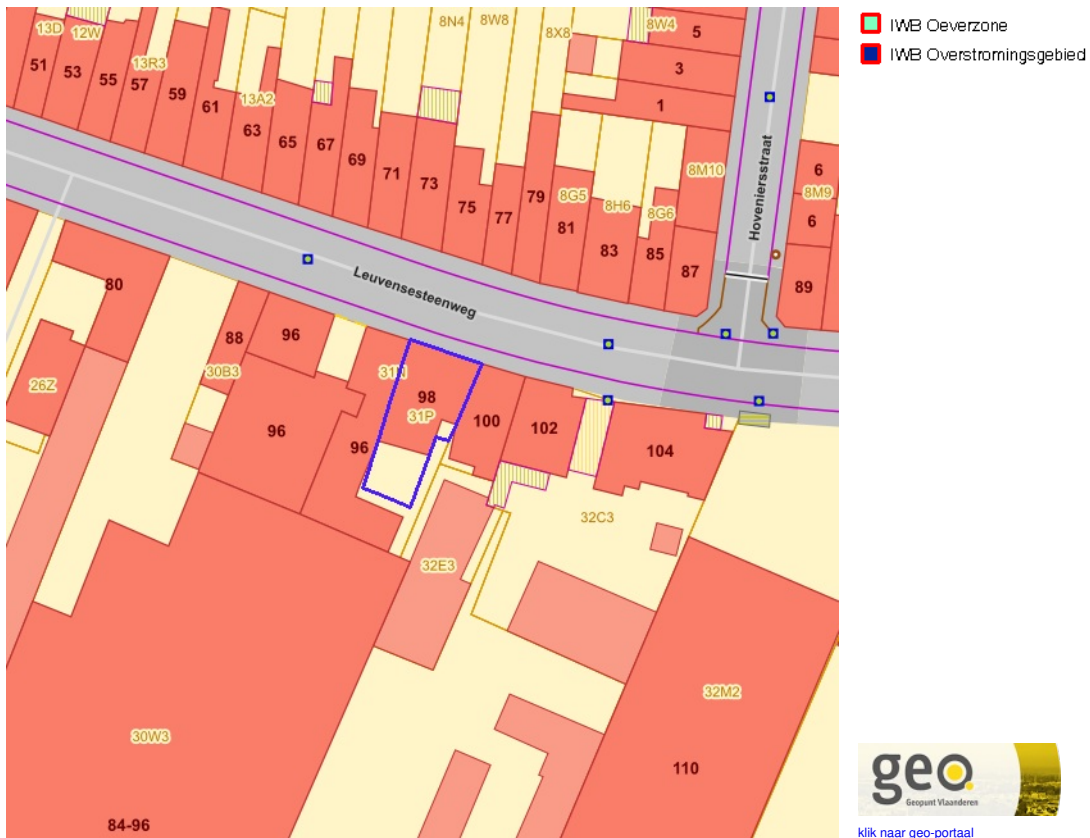 13D
12W
8N4
8W8
8X8
8W4
5
IWB Oeverzone
IWB Overstromingsgebied
51
53
55
13R3
57
59
61
13A2
63
65
67
69
71
73
75
77
79
8G5
81
8H6
83
8G6
85
87
3
1
8M10
Hoveniersstraat
6
8M9
6
89
Leuvensesteenweg
80
88
96
30B3
26Z
96
31N
98
31P
96
100
102
104
32C3
32E3
30W3
32M2
110
84-96
geo.
Geopunt Vlaanderen
klik naar geo-portaal